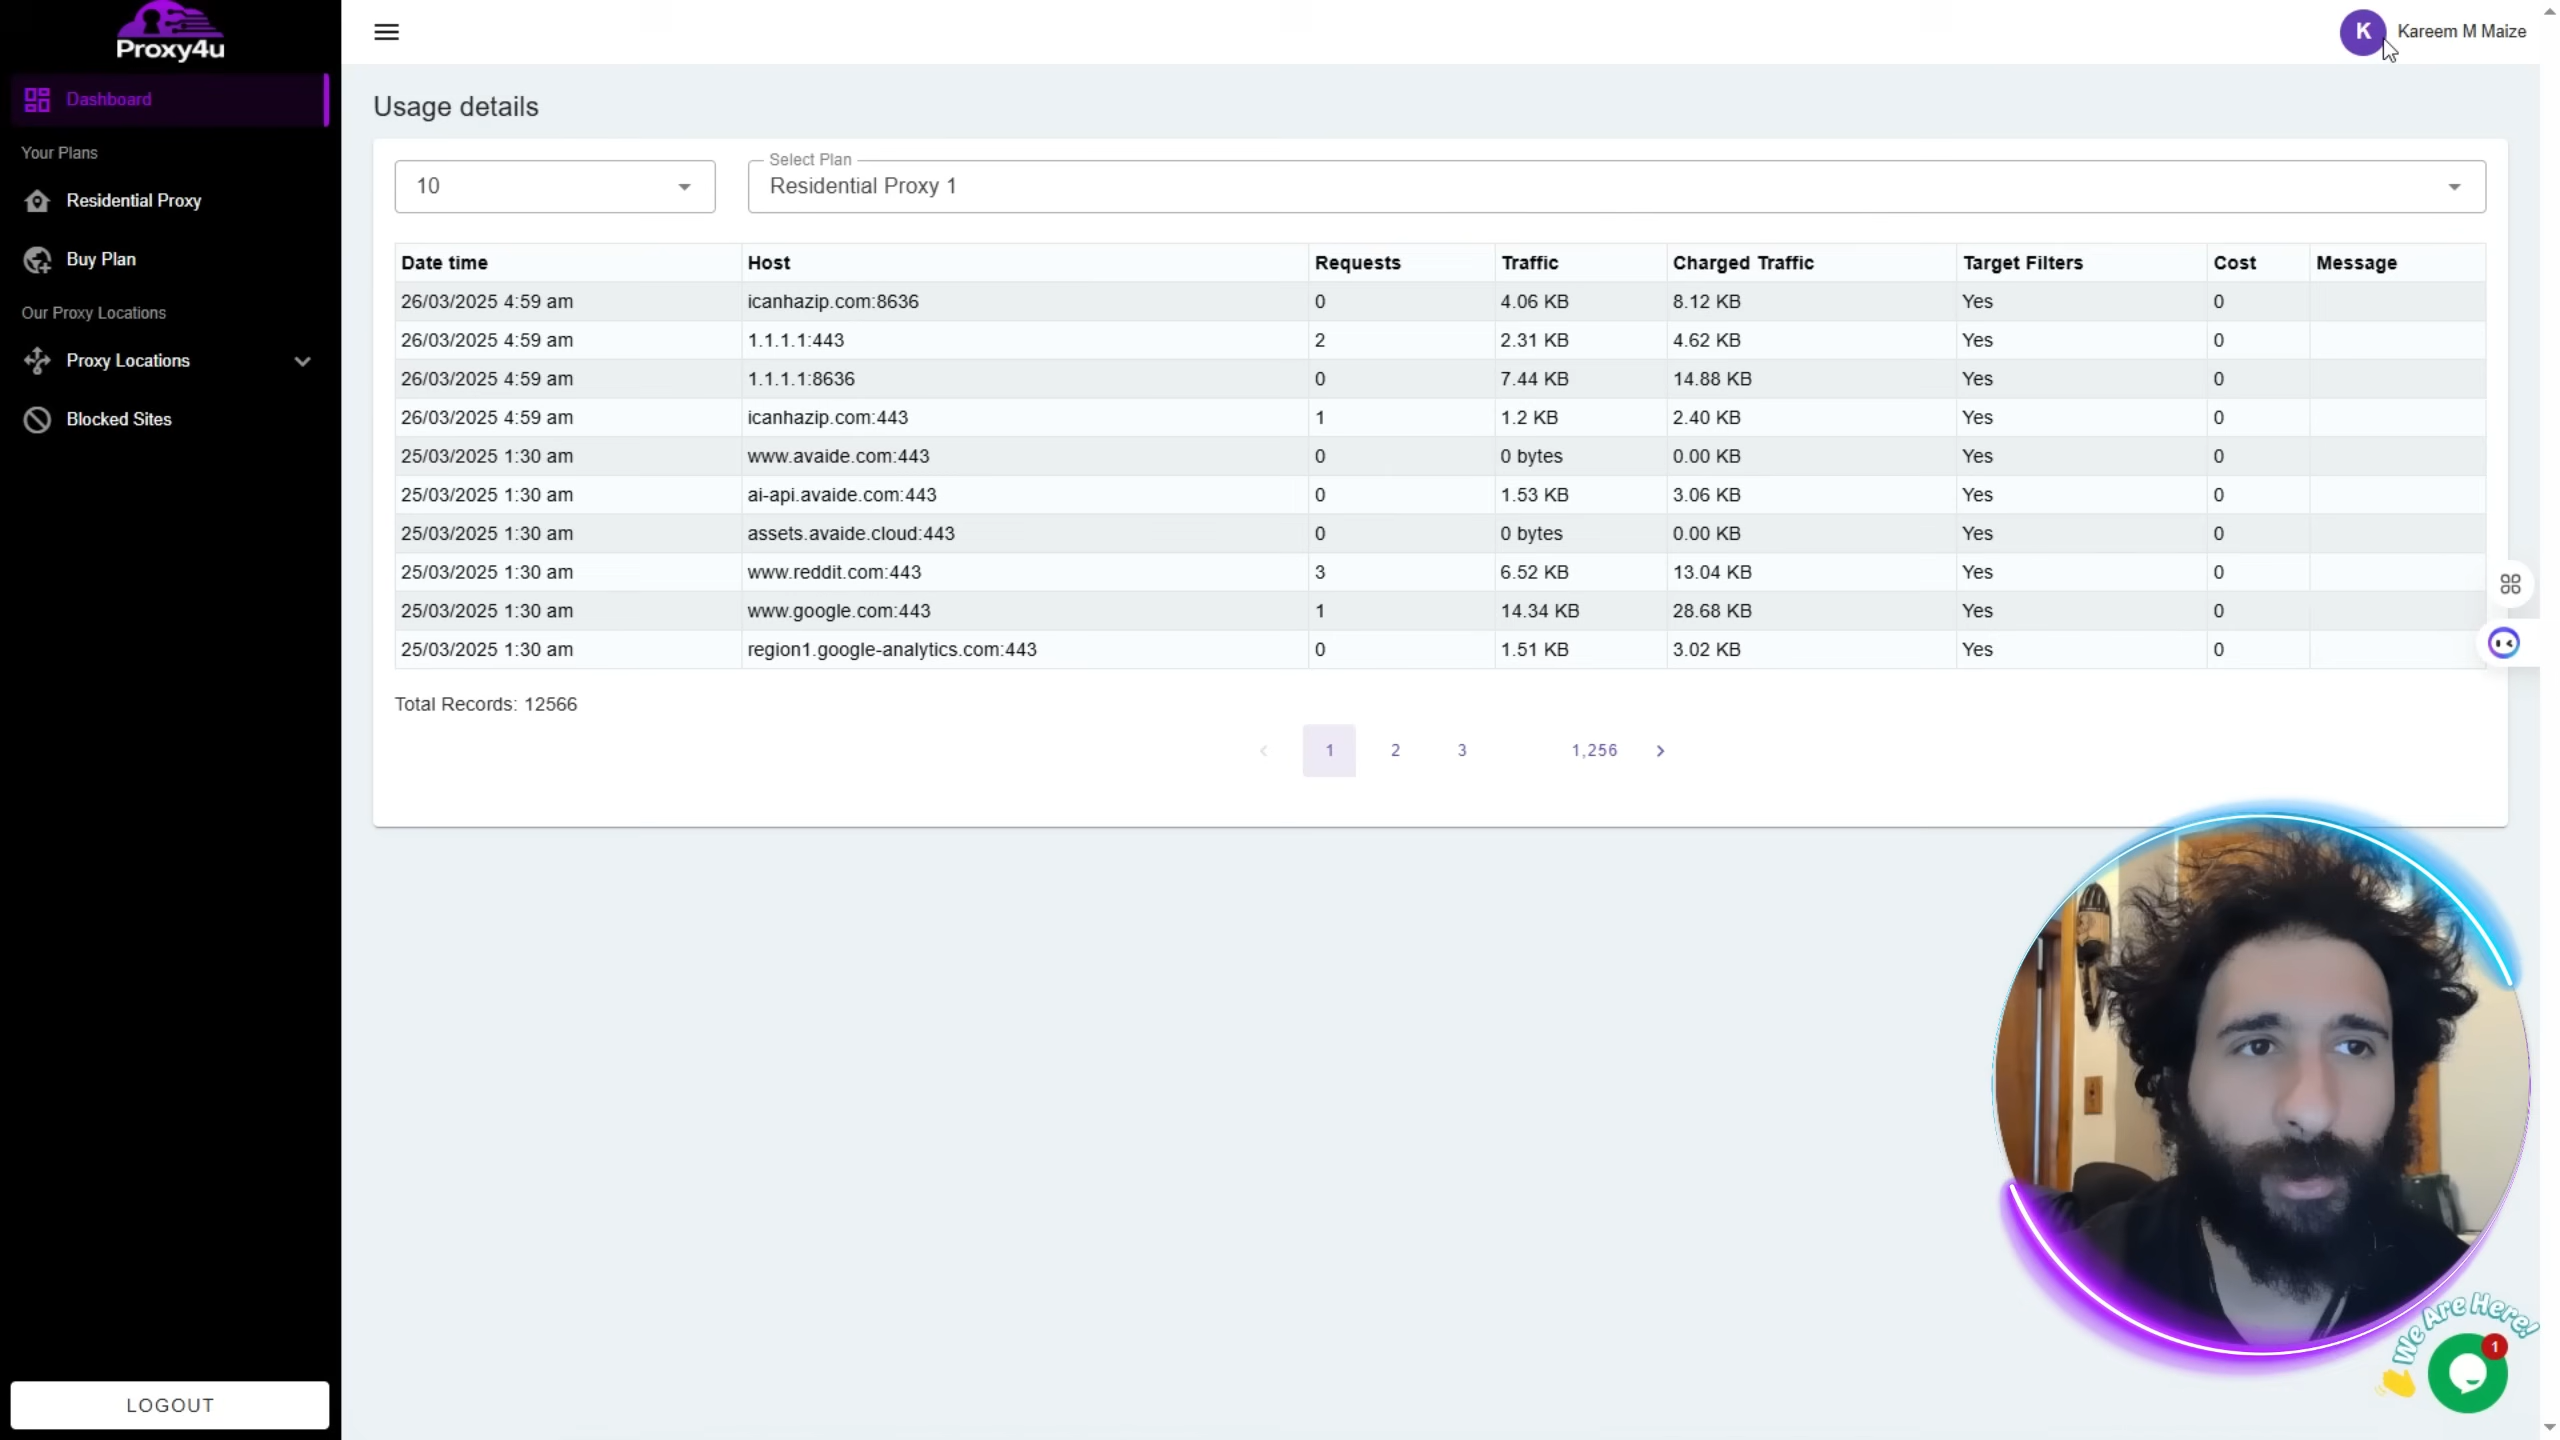 Proxy4u
Dashboard
Your Plans
Residential Proxy
Buy Plan
Our Proxy Locations
Proxy Locations
Blocked Sites
LOGOUT
K Kareem M Maize
Usage details
10
Select Plan
Residential Proxy 1
Date time Host Requests Traffic Charged Traffic Target Filters Cost Message
26/03/2025 4:59 am icanhazip.com:8636 0 4.06 KB 8.12 KB Yes 0
26/03/2025 4:59 am 1.1.1.1:443 2 2.31 KB 4.62 KB Yes 0
26/03/2025 4:59 am 1.1.1.1:8636 0 7.44 KB 14.88 KB Yes 0
26/03/2025 4:59 am icanhazip.com:443 1 1.2 KB 2.40 KB Yes 0
25/03/2025 1:30 am www.avaide.com:443 0 0 bytes 0.00 KB Yes 0
25/03/2025 1:30 am ai-api.avaide.com:443 0 1.53 KB 3.06 KB Yes 0
25/03/2025 1:30 am assets.avaide.cloud:443 0 0 bytes 0.00 KB Yes 0
25/03/2025 1:30 am www.reddit.com:443 3 6.52 KB 13.04 KB Yes 0
25/03/2025 1:30 am www.google.com:443 1 14.34 KB 28.68 KB Yes 0
25/03/2025 1:30 am region1.google-analytics.com:443 0 1.51 KB 3.02 KB Yes 0
Total Records: 12566
1 2 3 1,256
We Are Here!
1